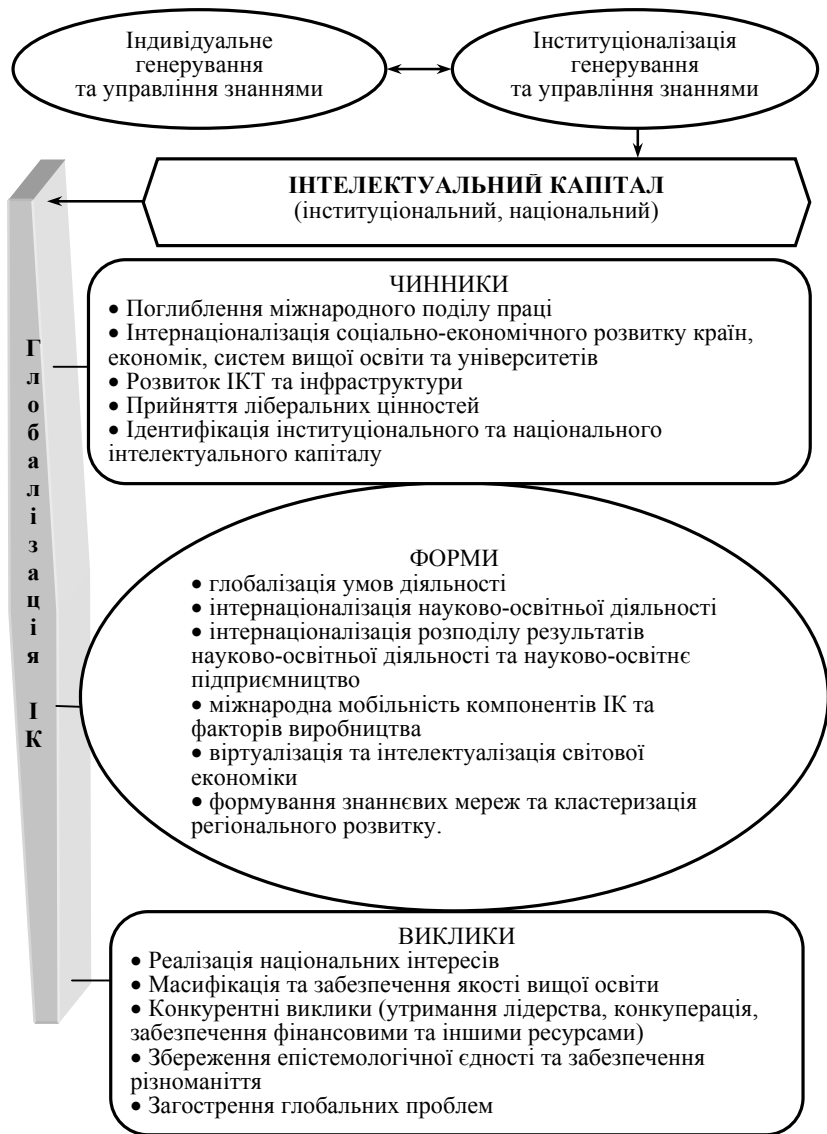 Індивідуальне
генерування
та управління знаннями
Інституціоналізація
генерування
та управління знаннями
ІНТЕЛЕКТУАЛЬНИЙ КАПІТАЛ
(інституціональний, національний)
Глобалізація ІК
ЧИННИКИ
• Поглиблення міжнародного поділу праці
• Інтернаціоналізація соціально-економічного розвитку країн,
економік, систем вищої освіти та університетів
• Розвиток ІКТ та інфраструктури
• Прийняття ліберальних цінностей
• Ідентифікація інституціонального та національного
інтелектуального капіталу
ФОРМИ
• глобалізація умов діяльності
• інтернаціоналізація науково-освітньої діяльності
• інтернаціоналізація розподілу результатів
науково-освітньої діяльності та науково-освітнє
підприємництво
• міжнародна мобільність компонентів ІК та
факторів виробництва
• віртуалізація та інтелектуалізація світової
економіки
• формування знаннєвих мереж та кластеризація
регіонального розвитку.
ВИКЛИКИ
• Реалізація національних інтересів
• Масифікація та забезпечення якості вищої освіти
• Конкурентні виклики (утримання лідерства, конкуперація,
забезпечення фінансовими та іншими ресурсами)
• Збереження епістемологічної єдності та забезпечення
різноманіття
• Загострення глобальних проблем